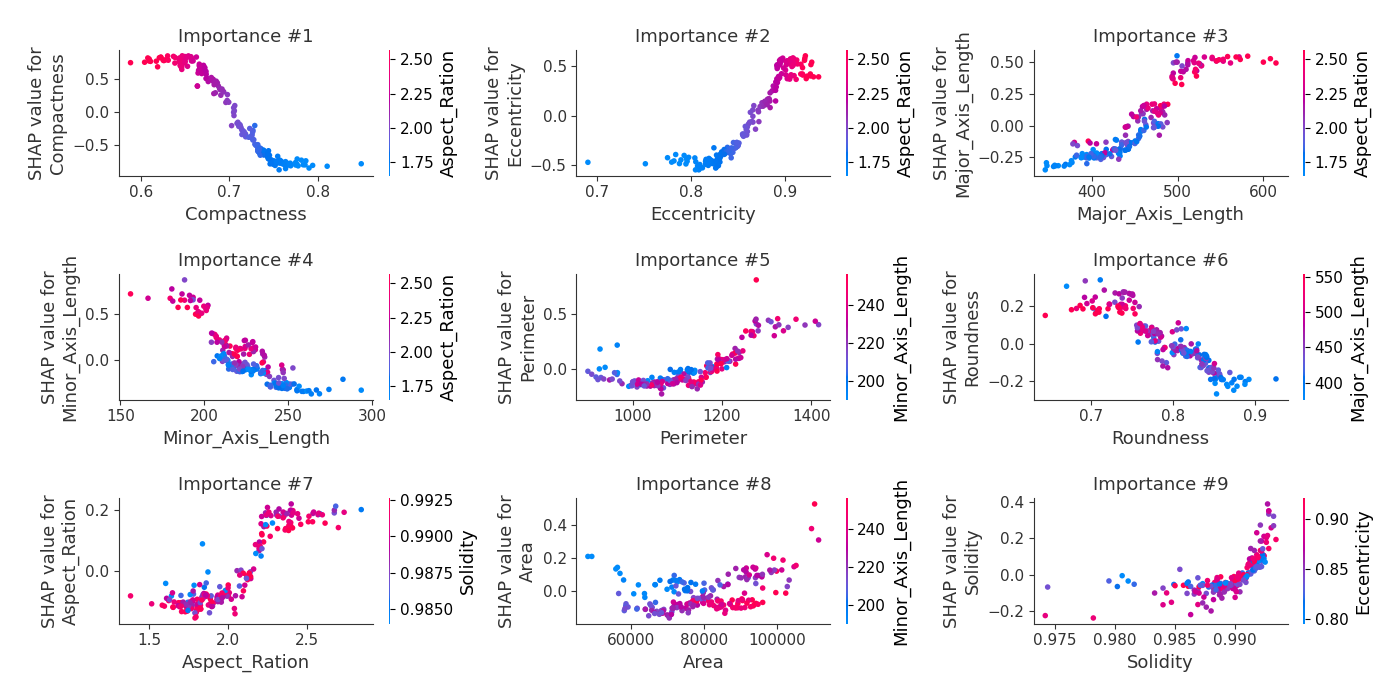 Importance #1
SHAP value for
Compactness
0.5
0.0
−0.5
0.6
0.7
0.8
Compactness
2.50
2.25
2.00
1.75
Aspect_Ration
Importance #2
SHAP value for
Eccentricity
0.5
0.0
−0.5
0.7
0.8
0.9
Eccentricity
2.50
2.25
2.00
1.75
Aspect_Ration
Importance #3
SHAP value for
Major_Axis_Length
0.50
0.25
0.00
−0.25
400
500
600
Major_Axis_Length
2.50
2.25
2.00
1.75
Aspect_Ration
Importance #4
SHAP value for
Minor_Axis_Length
0.5
0.0
150
200
250
300
Minor_Axis_Length
2.50
2.25
2.00
1.75
Aspect_Ration
Importance #5
SHAP value for
Perimeter
0.5
0.0
1000
1200
1400
Perimeter
240
220
200
Minor_Axis_Length
Importance #6
SHAP value for
Roundness
0.2
0.0
−0.2
0.7
0.8
0.9
Roundness
550
500
450
400
Major_Axis_Length
Importance #7
SHAP value for
Aspect_Ration
0.2
0.0
1.5
2.0
2.5
Aspect_Ration
0.9925
0.9900
0.9875
0.9850
Solidity
Importance #8
SHAP value for
Area
0.4
0.2
0.0
60000
80000
100000
Area
240
220
200
Minor_Axis_Length
Importance #9
SHAP value for
Solidity
0.4
0.2
0.0
−0.2
0.975
0.980
0.985
0.990
Solidity
0.90
0.85
0.80
Eccentricity